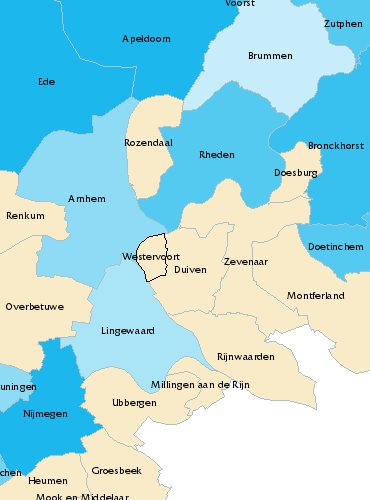 Voorst
Zutphen
Apeldoorn
Brummen
Ede
Rozendaal
Bronckhorst
Rheden
Doesburg
Arnhem
Renkum
Doetinchem
Westervoort
Zevenaar
Duiven
Montferland
Overbetuwe
Lingewaard
Rijnwaarden
Millingen aan de Rijn
uningen
Ubbergen
Nijmegen
Groesbeek
chen
Heumen
Mook en Middelaar